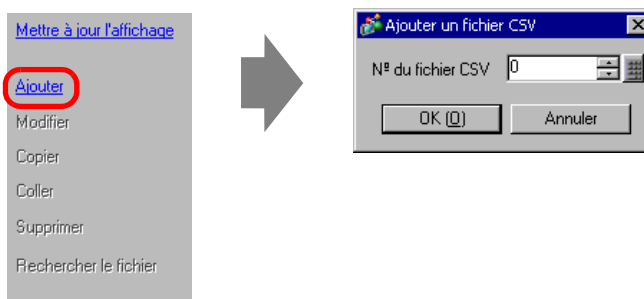 Mettre à jour l'affichage
Ajouter
Modifier
Copier
Coller
Supprimer
Rechercher le fichier
Ajouter un fichier CSV
Nº du fichier CSV 0
OK (O) Annuler